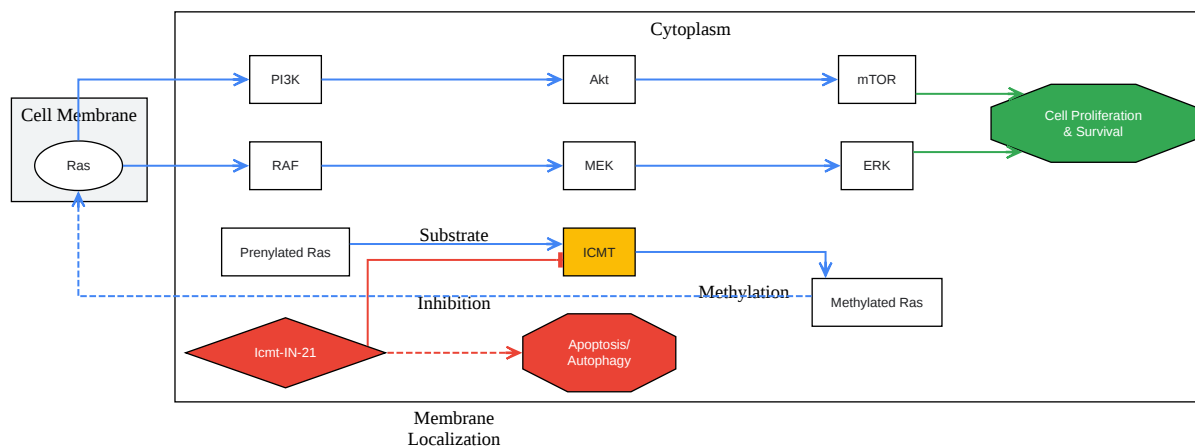 Cytoplasm
PI3K
Akt
mTOR
Cell Membrane
Cell Proliferation
& Survival
Ras
RAF
MEK
ERK
Substrate
Prenylated Ras
ICMT
Methylation
Inhibition
Methylated Ras
Icmt-IN-21
Apoptosis/
Autophagy
Membrane
Localization